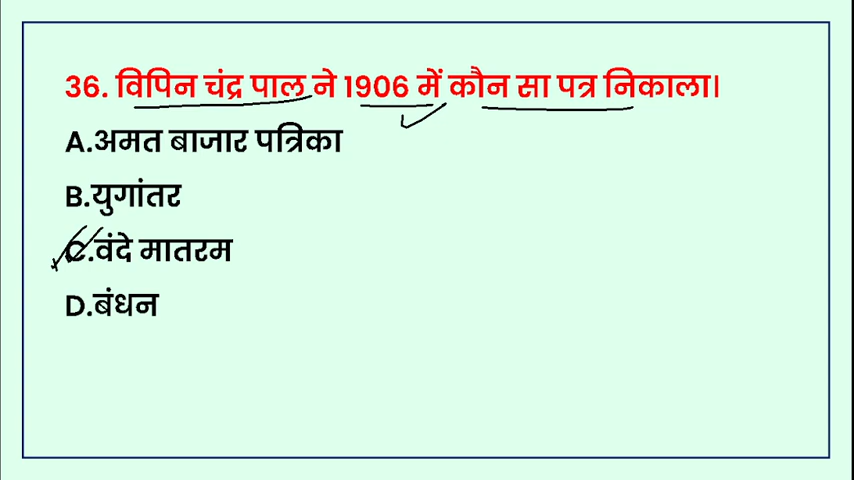 36. विपिन चंद्र पाल ने 1906 में कौन सा पत्र निकाला।
A.अमत बाजार पत्रिका
B.युगांतर
C.वंदे मातरम
D.बंधन